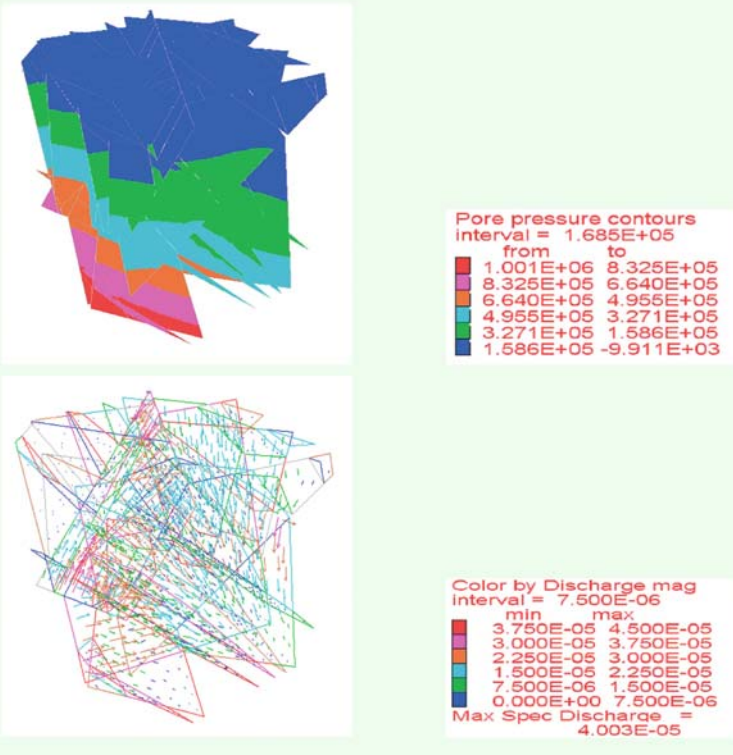 Pore pressure contours
interval = 1.685E+05
from to
1.001E+06 8.325E+05
8.325E+05 6.640E+05
6.640E+05 4.955E+05
4.955E+05 3.271E+05
3.271E+05 1.586E+05
1.586E+05 -9.911E+03
Color by Discharge mag
interval = 7.500E-06
min max
3.750E-05 4.500E-05
3.000E-05 3.750E-05
2.250E-05 3.000E-05
1.500E-05 2.250E-05
7.500E-06 1.500E-05
0.000E+00 7.500E-06
Max Spec Discharge =
4.003E-05